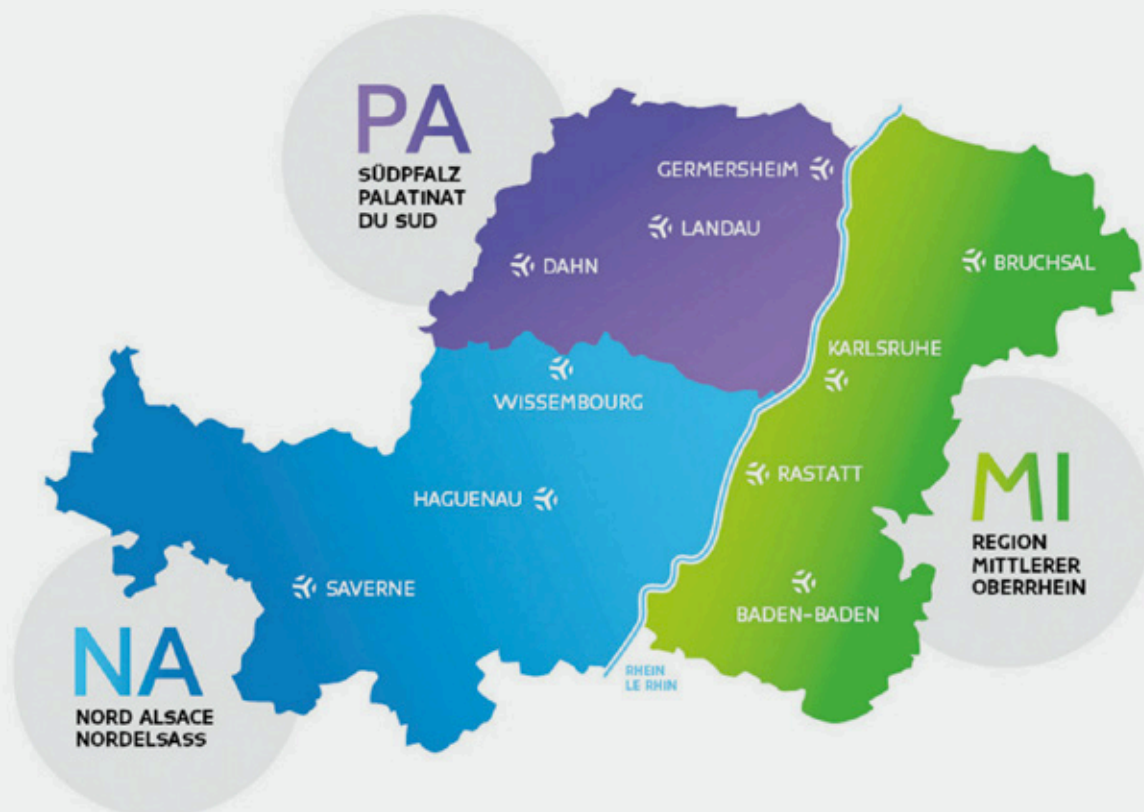 PA
SÜDPFALZ
PALATINAT
DU SUD
GERMERSHEIM
LANDAU
DAHN
BRUCHSAL
KARLSRUHE
WISSEMBOURG
RASTATT
HAGUENAU
MI
REGION
MITTLERER
OBERRHEIN
SAVERNE
BADEN-BADEN
NA
NORD ALSACE
NORDELSASS
RHEIN
LE RHIN